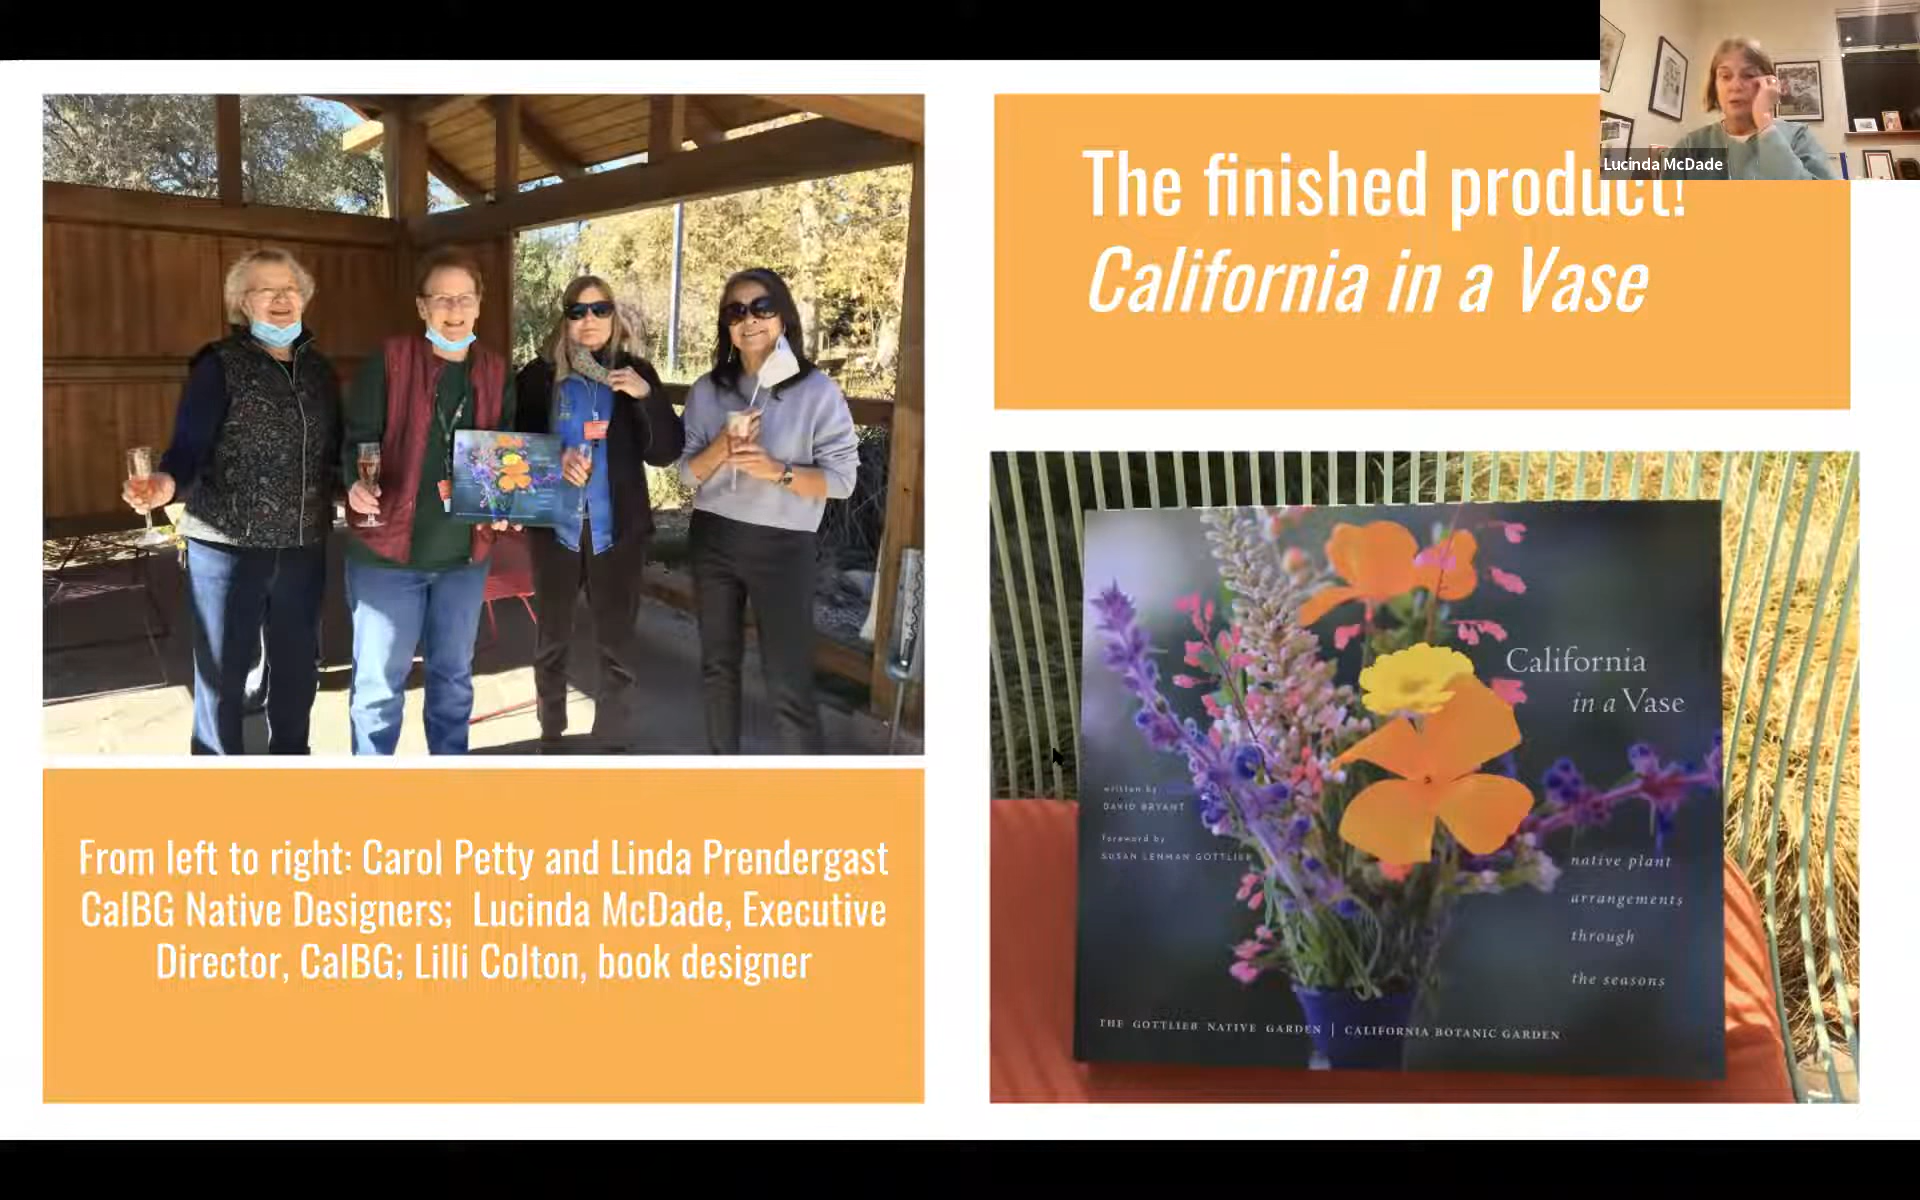 Lucinda McDade
The finished product!
California in a Vase
From left to right: Carol Petty and Linda Prendergast
CalBG Native Designers; Lucinda McDade, Executive
Director, CalBG; Lilli Colton, book designer
California
in a Vase
written by
DAVID BRYANT
foreword by
SUSAN LENMAN GOTTLIEB
native plant
arrangements
through
the seasons
THE GOTTLIEB NATIVE GARDEN | CALIFORNIA BOTANIC GARDEN